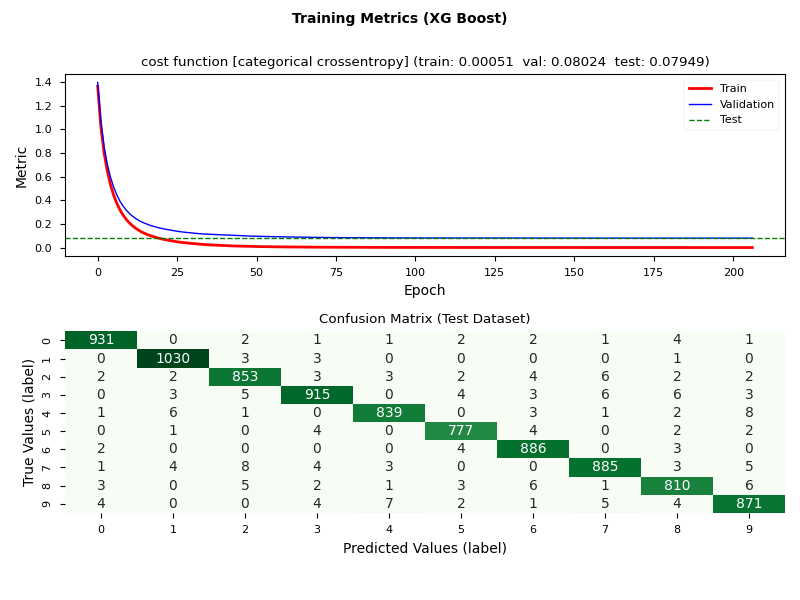 Training Metrics (XG Boost)
cost function [categorical crossentropy] (train: 0.00051  val: 0.08024  test: 0.07949)
1.4
1.2
1.0
0.8
0.6
0.4
0.2
0.0
Metric
Train
Validation
Test
0 25 50 75 100 125 150 175 200
Epoch
Confusion Matrix (Test Dataset)
True Values (label)
0 931 0 2 1 1 2 2 1 4 1
1 0 1030 3 3 0 0 0 0 1 0
2 2 2 853 3 3 2 4 6 2 2
3 0 3 5 915 0 4 3 6 6 3
4 1 6 1 0 839 0 3 1 2 8
5 0 1 0 4 0 777 4 0 2 2
6 2 0 0 0 0 4 886 0 3 0
7 1 4 8 4 3 0 0 885 3 5
8 3 0 5 2 1 3 6 1 810 6
9 4 0 0 4 7 2 1 5 4 871
0 1 2 3 4 5 6 7 8 9
Predicted Values (label)